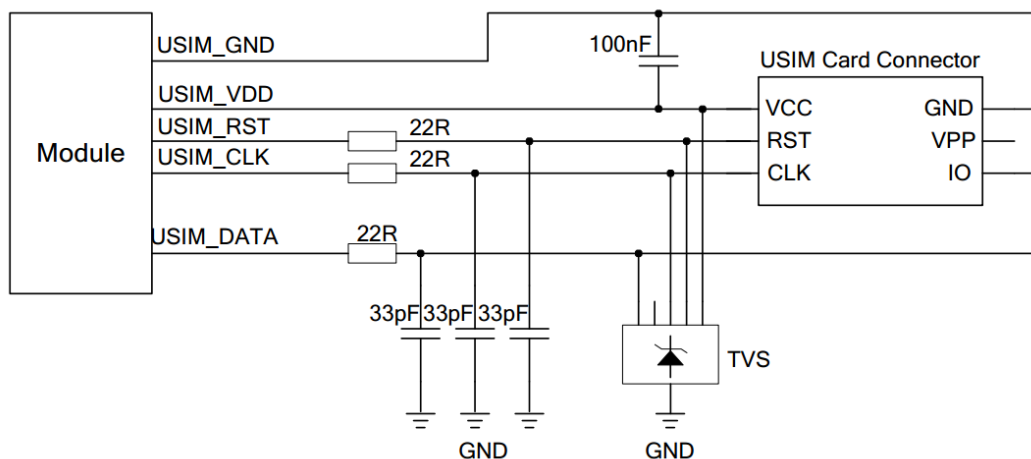 USIM_GND
100nF
USIM Card Connector
USIM_VDD
VCC
GND
USIM_RST
22R
RST
VPP
Module
USIM_CLK
22R
CLK
IO
USIM_DATA
22R
33pF
33pF
33pF
TVS
GND
GND